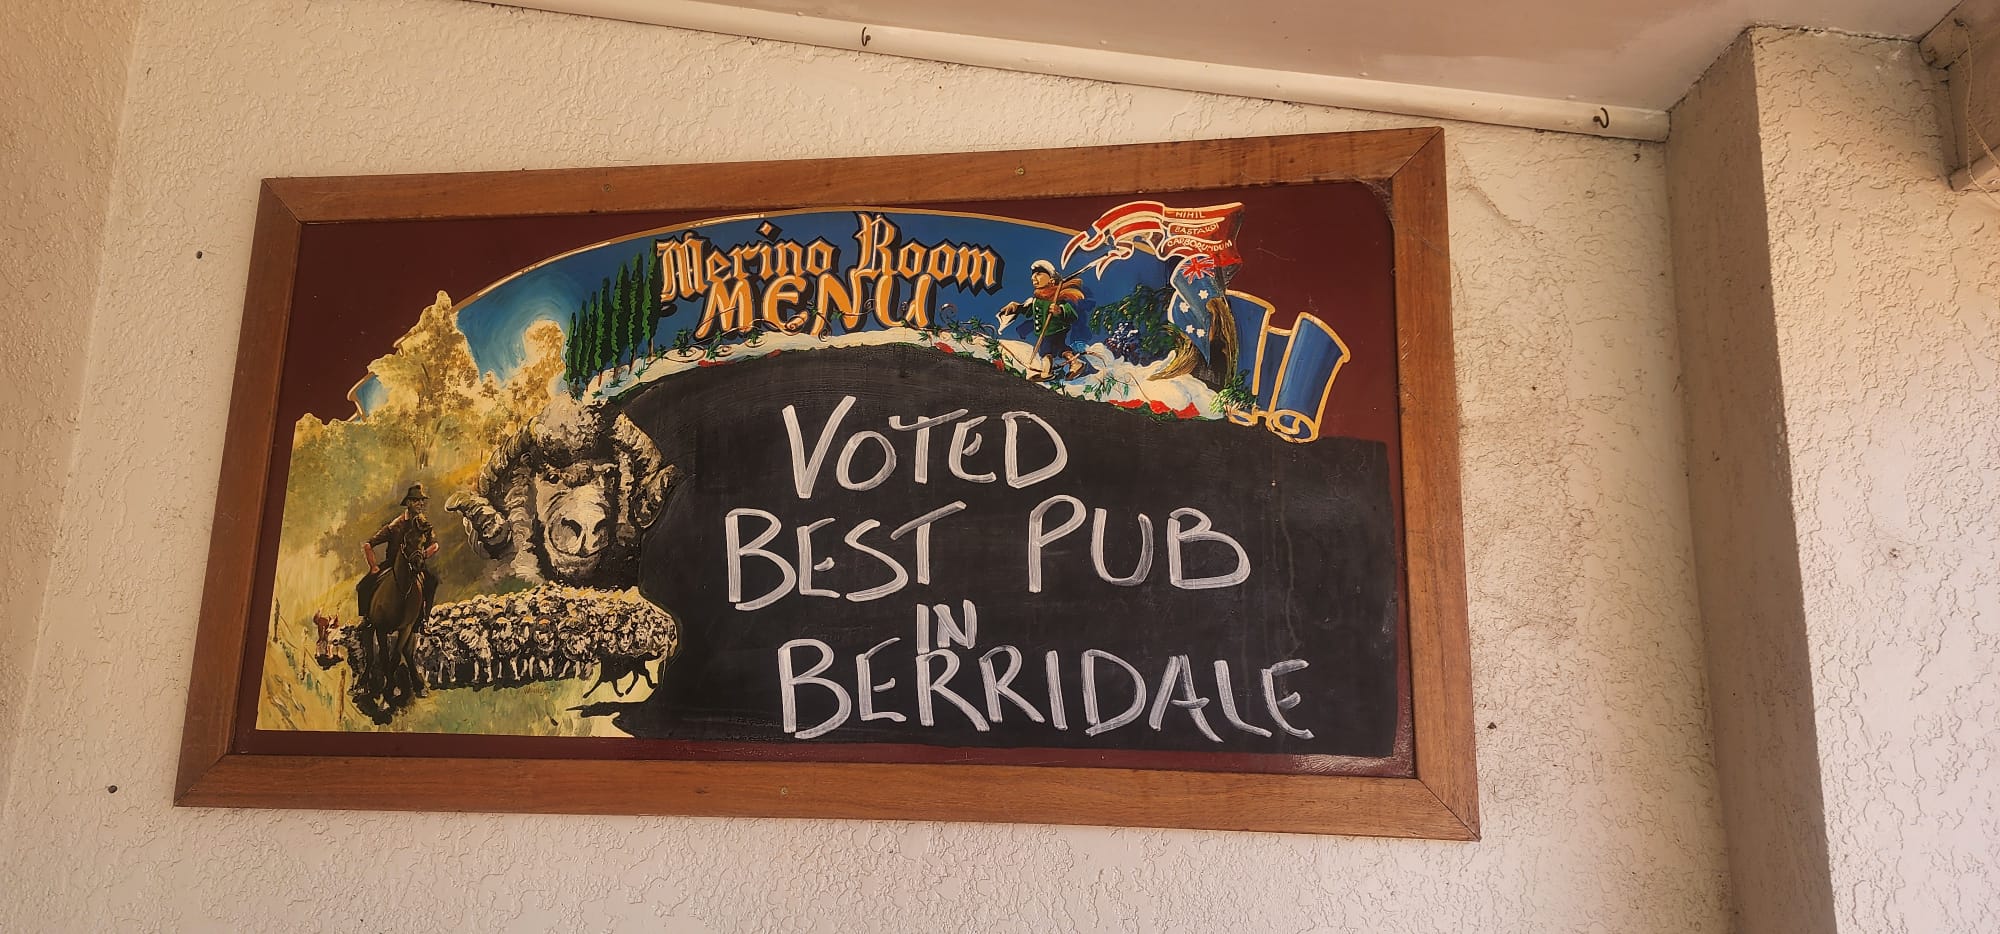 Merino Room
MENU
NIHIL
BASTARDI
CARBORUNDUM
VOTED
BEST PUB
IN
BERRIDALE